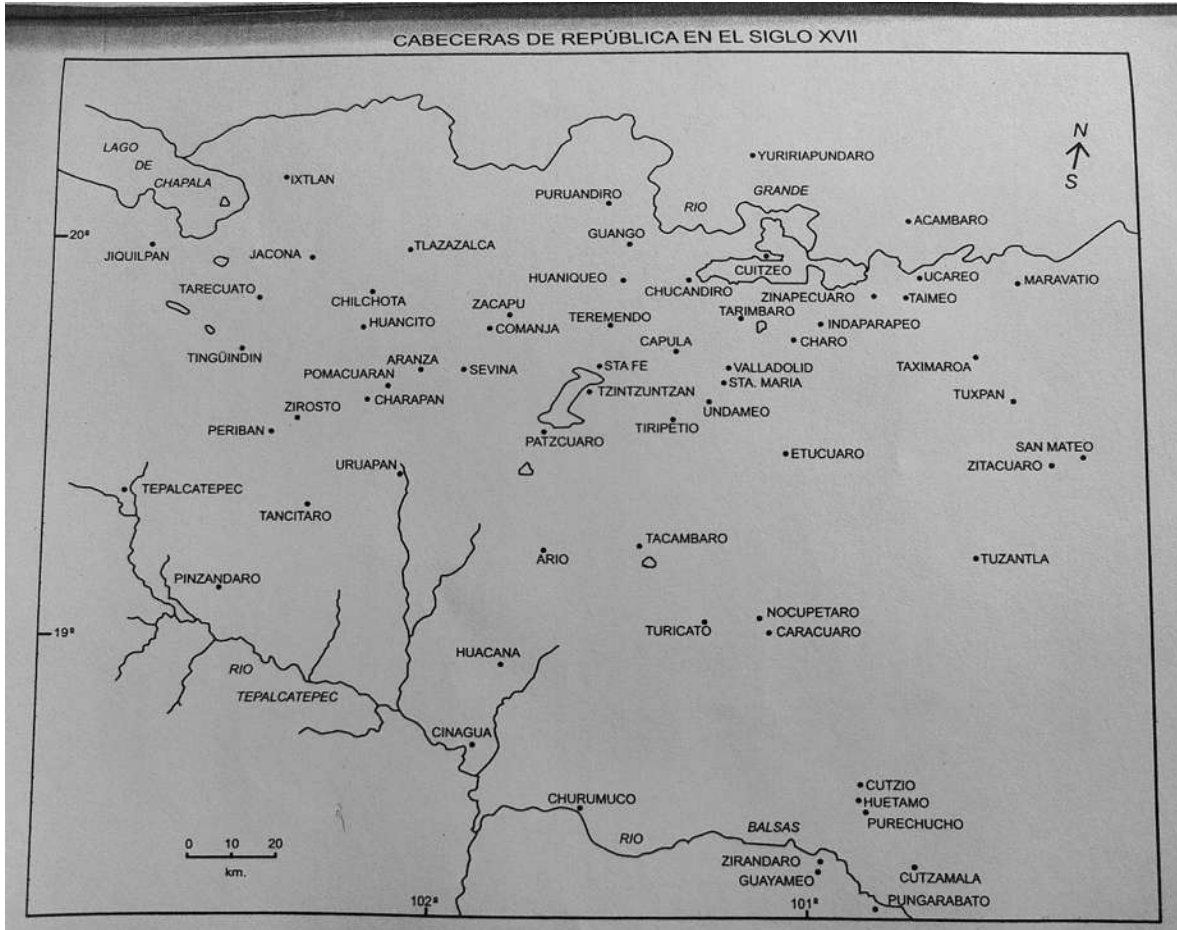 CABECERAS DE REPÚBLICA EN EL SIGLO XVII
N
S
LAGO
DE
CHAPALA
IXTLAN
YURIRIAPUNDARO
PURUANDIRO
RIO
GRANDE
ACAMBARO
20º
JIQUILPAN
JACONA
TLAZAZALCA
GUANGO
CUITZEO
HUANIQUEO
CHUCANDIRO
UCAREO
MARAVATIO
TARECUATO
CHILCHOTA
ZACAPU
ZINAPECUARO
TAIMEO
HUANCITO
COMANJA
TEREMENDO
TARIMBARO
INDAPARAPEO
TINGÜINDIN
CAPULA
CHARO
ARANZA
SEVINA
STA FE
VALLADOLID
TAXIMAROA
POMACUARAN
TZINTZUNTZAN
STA. MARIA
CHARAPAN
TUXPAN
ZIROSTO
UNDAMEO
PERIBAN
PATZCUARO
TIRIPETIO
ETUCUARO
SAN MATEO
ZITACUARO
URUAPAN
TEPALCATEPEC
TANCITARO
ARIO
TACAMBARO
TUZANTLA
PINZANDARO
NOCUPETARO
TURICATO
CARACUARO
19º
HUACANA
RIO
TEPALCATEPEC
CINAGUA
CUTZIO
HUETAMO
PURECHUCHO
CHURUMUCO
RIO
BALSAS
0 10 20
km.
ZIRANDARO
GUAYAMEO
CUTZAMALA
PUNGARABATO
102º
101º